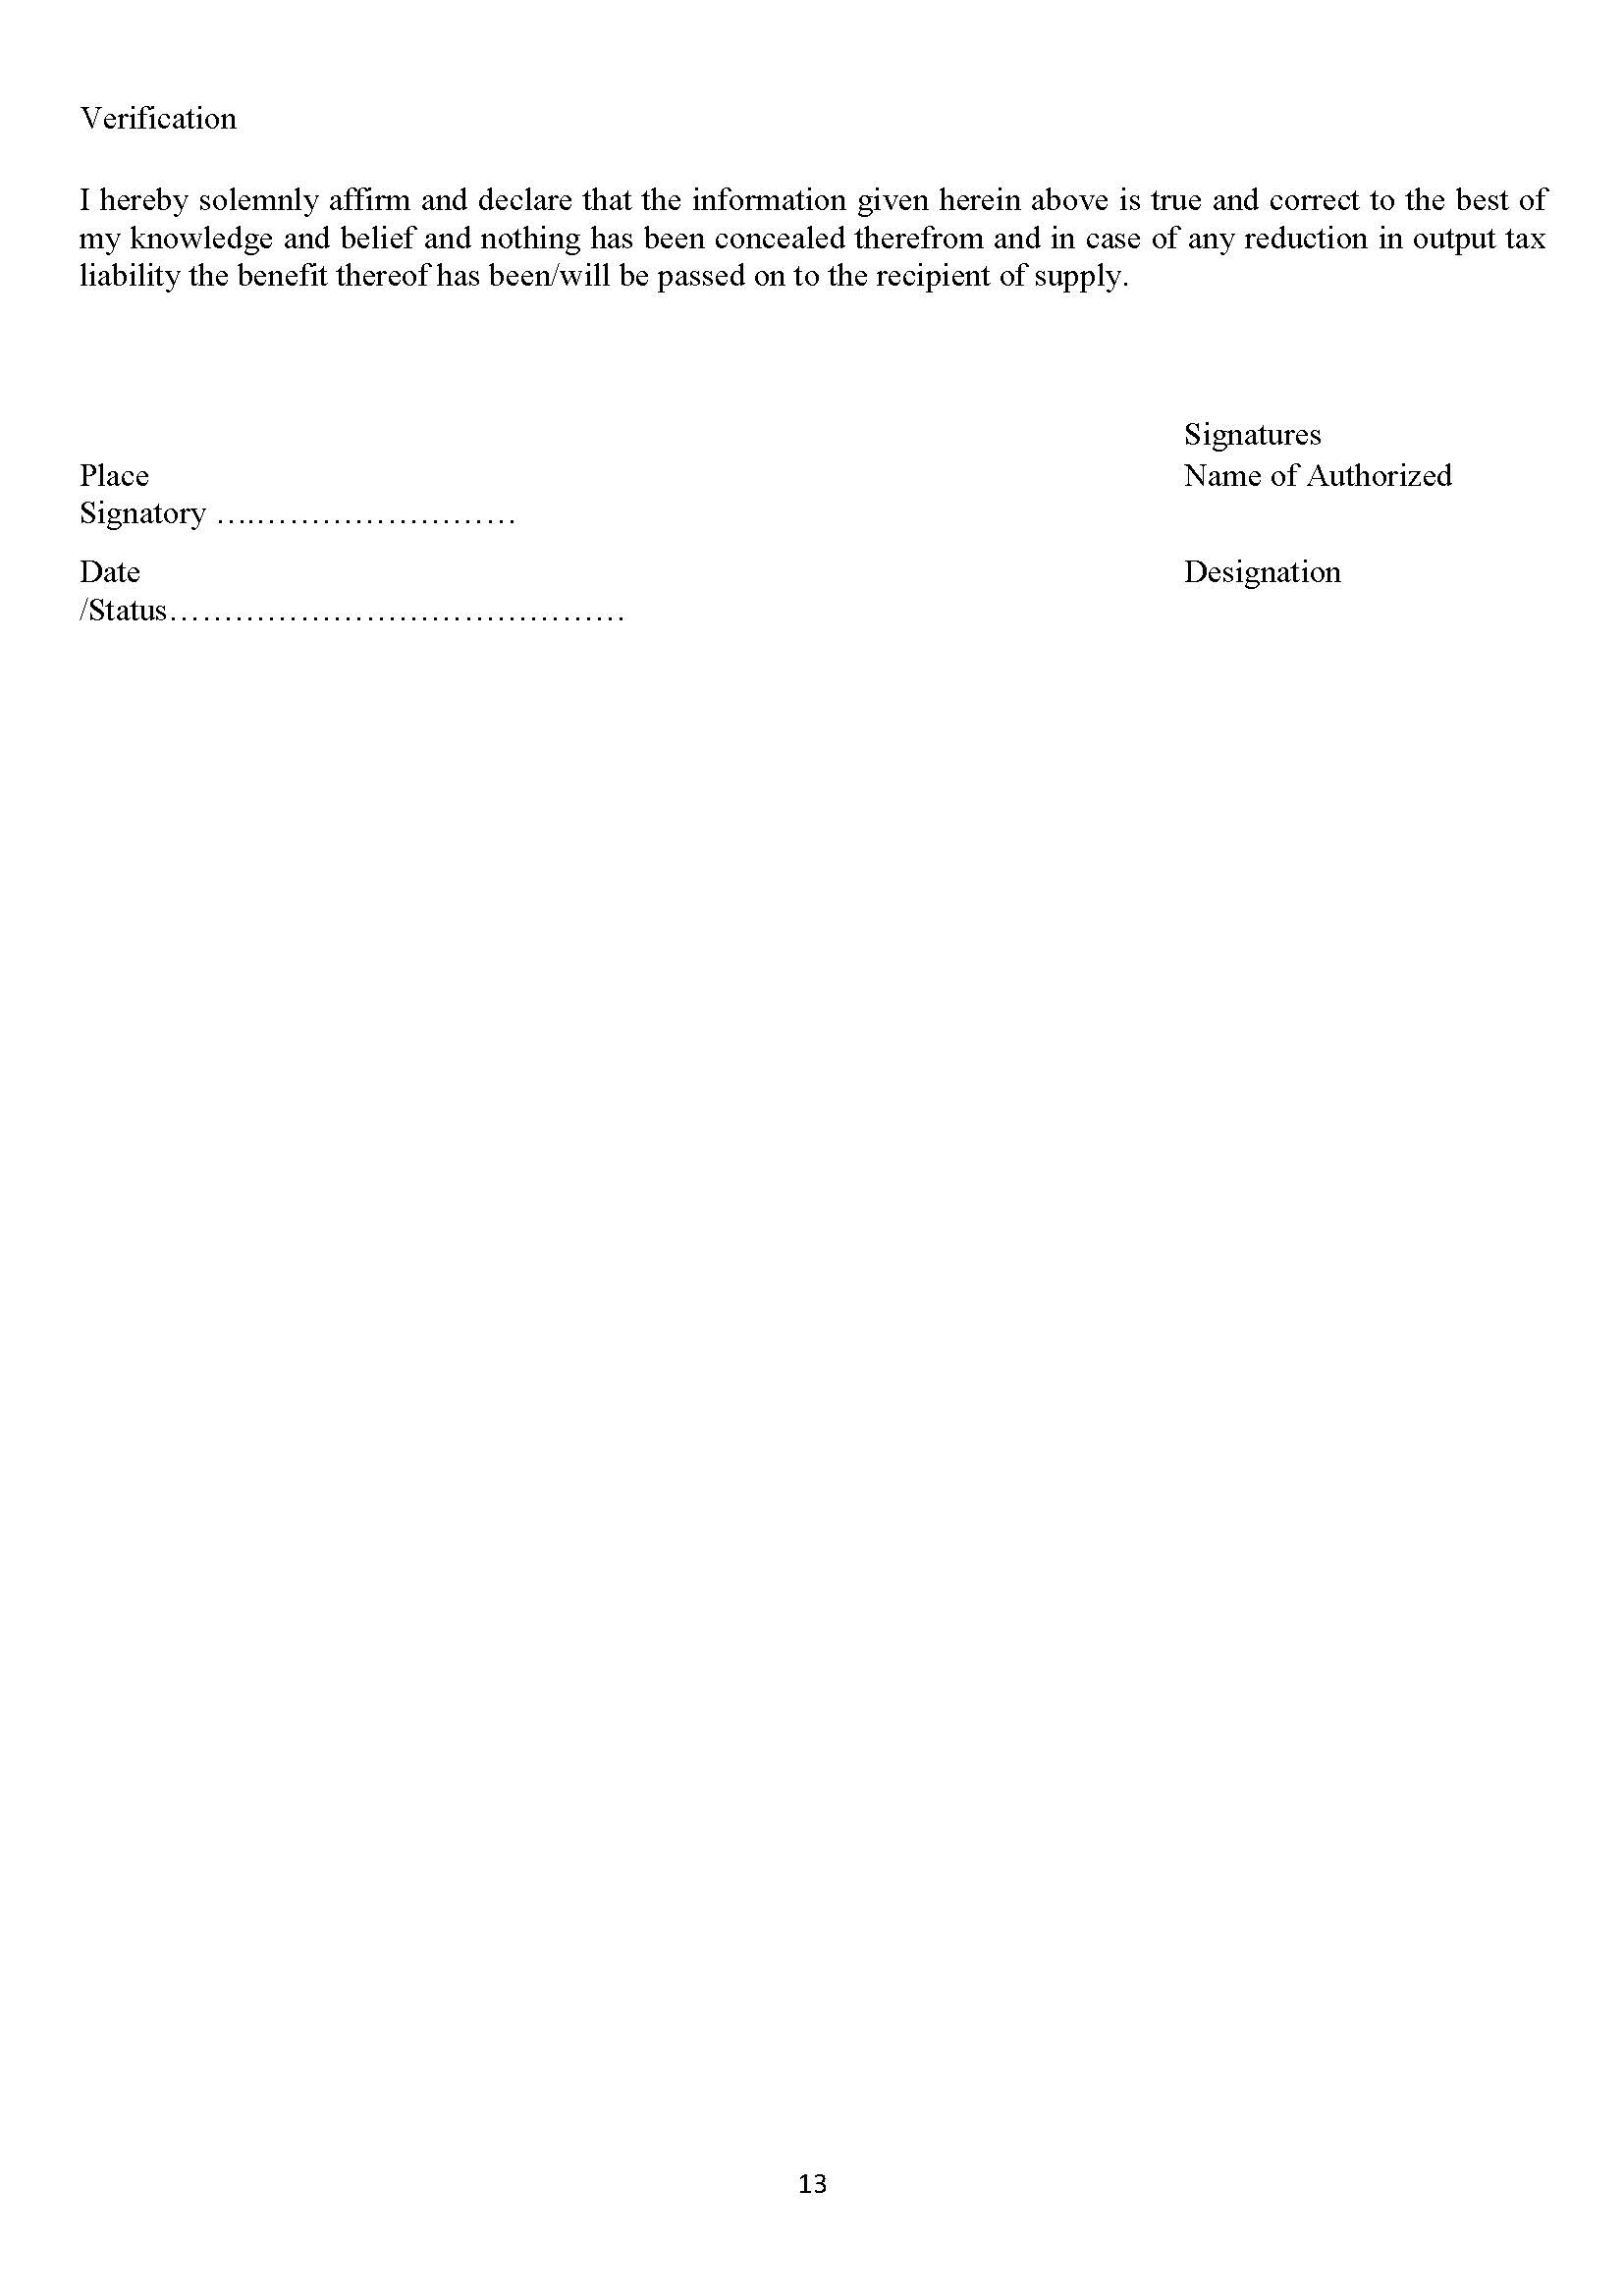 Verification
I hereby solemnly affirm and declare that the information given herein above is true and correct to the best of
my knowledge and belief and nothing has been concealed therefrom and in case of any reduction in output tax
liability the benefit thereof has been/will be passed on to the recipient of supply.
Signatures
Place Name of Authorized
Signatory ….……………………
Date Designation
/Status……………………………………
13